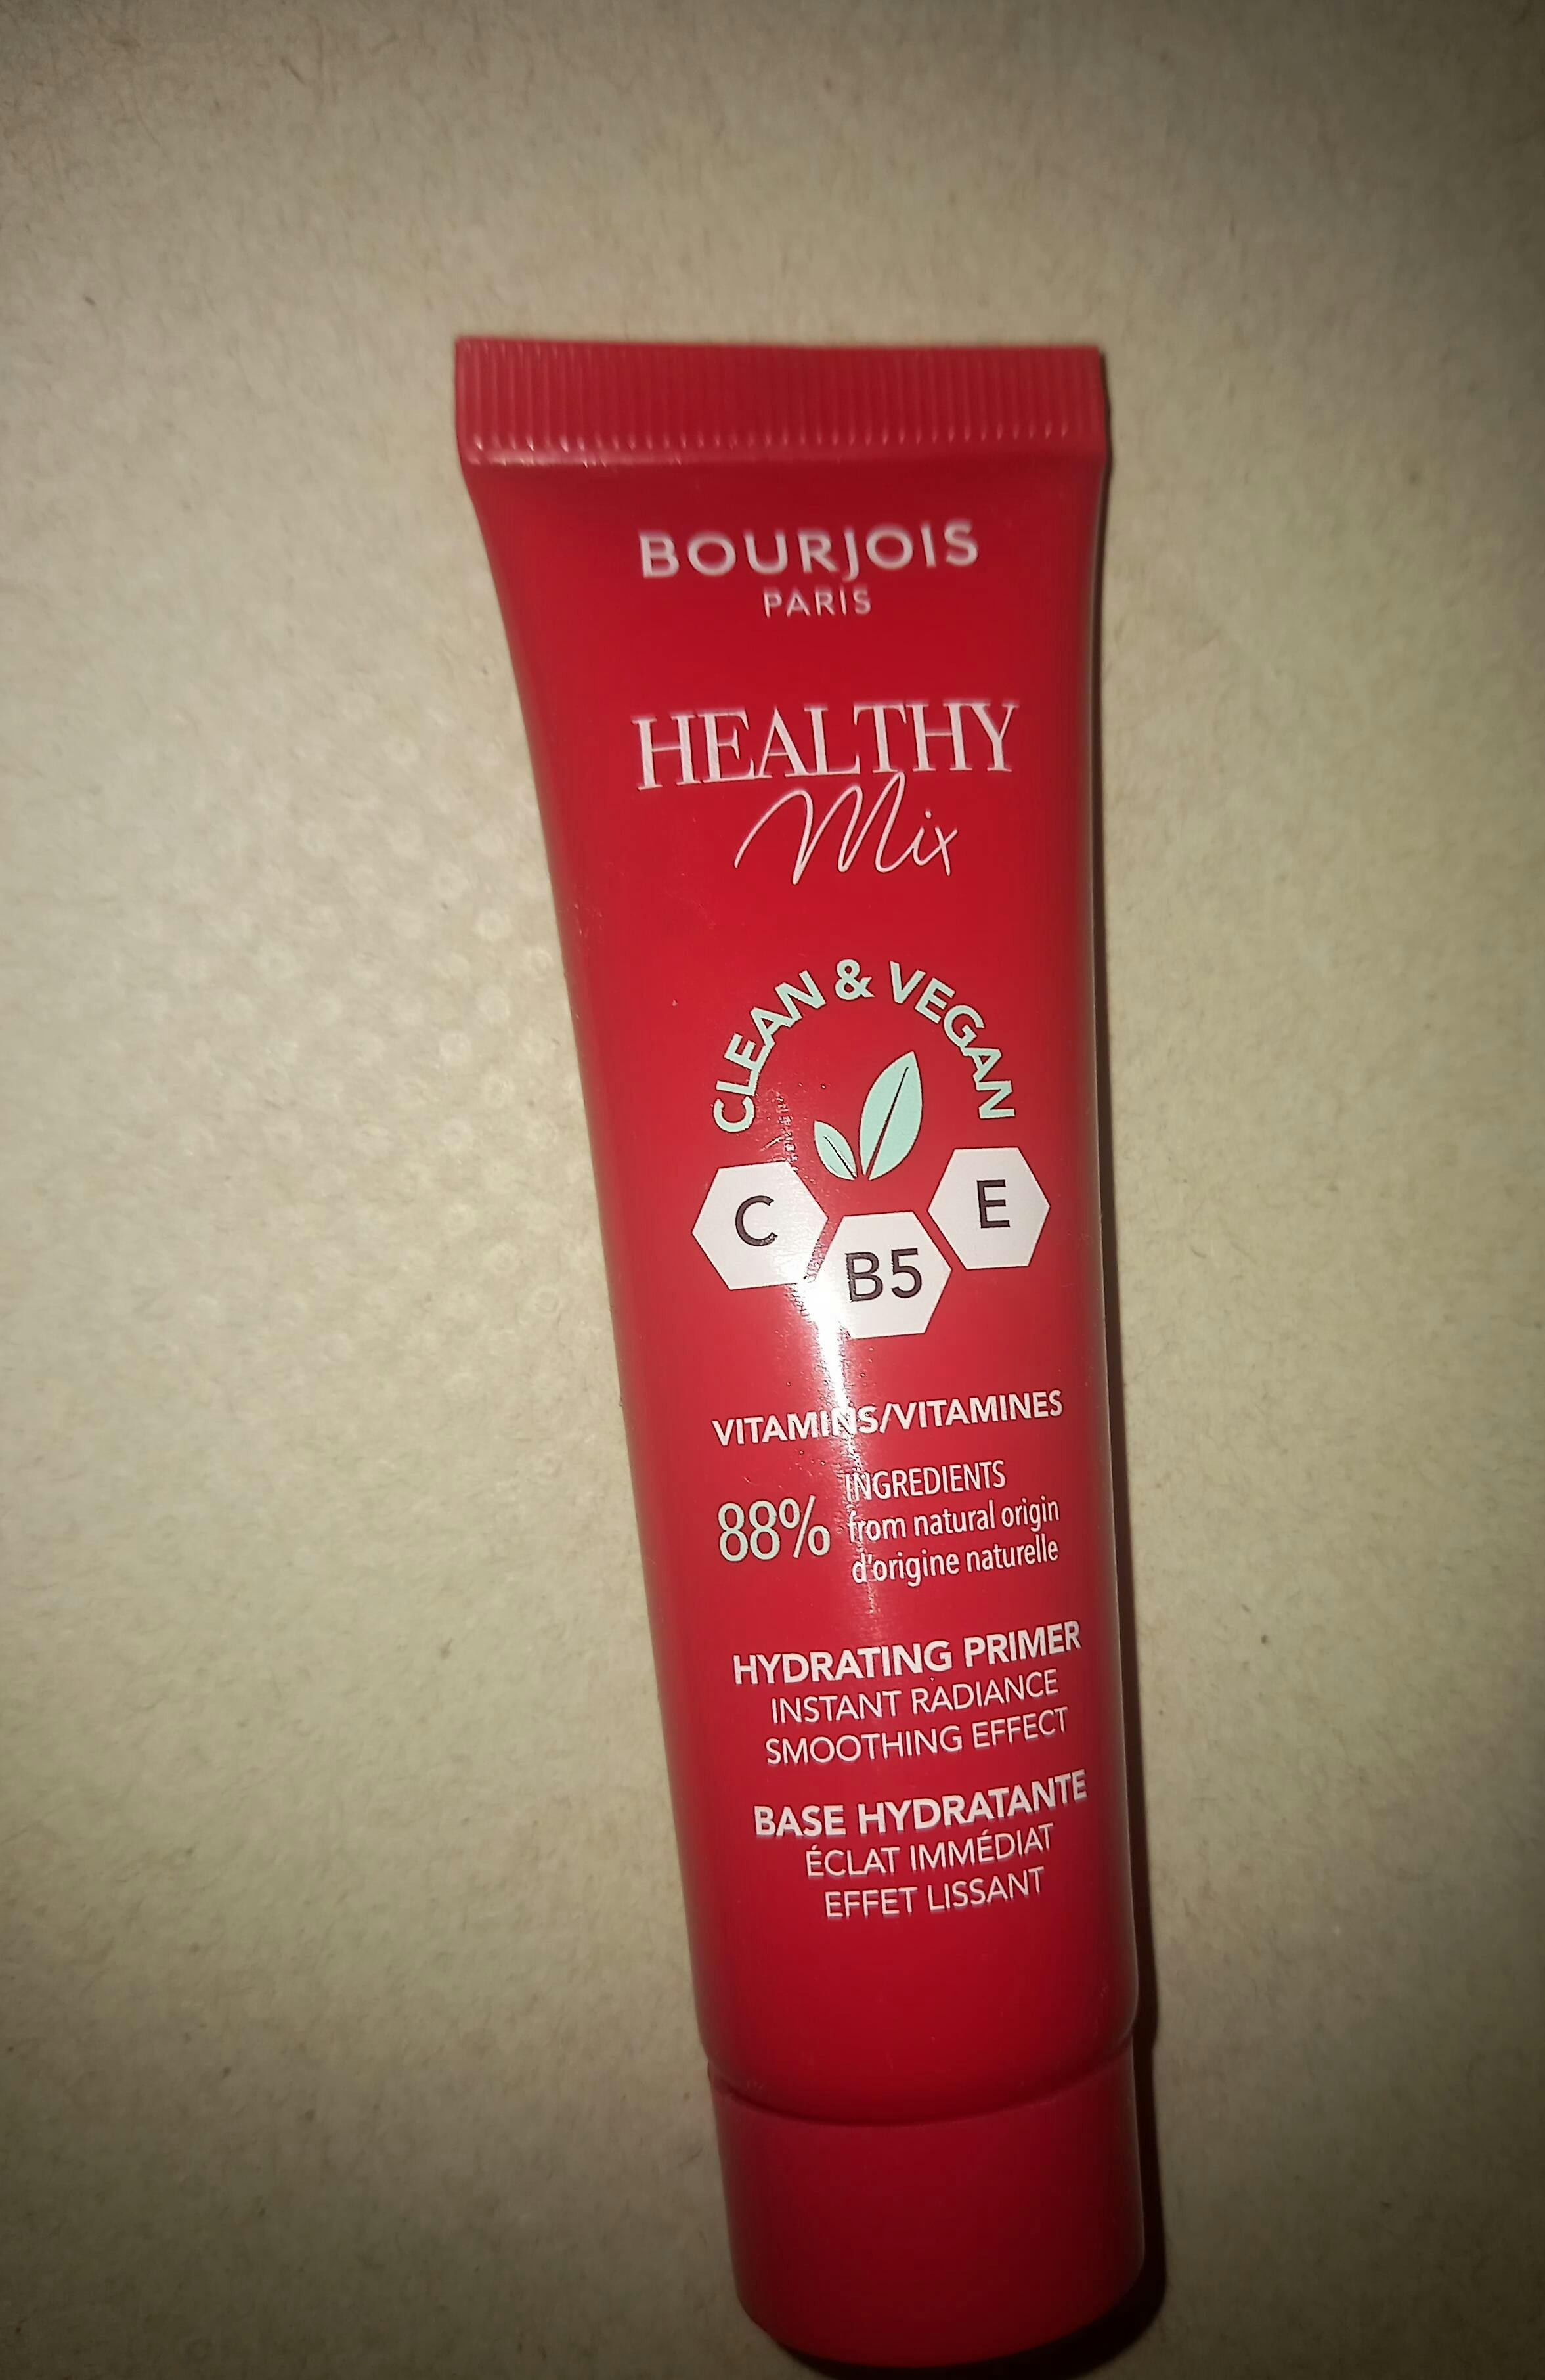 BOURJOIS
PARIS
HEALTHY
Mix
CLEAN & VEGAN
C
B5
E
VITAMINS/VITAMINES
88%
INGREDIENTS
from natural origin
d'origine naturelle
HYDRATING PRIMER
INSTANT RADIANCE
SMOOTHING EFFECT
BASE HYDRATANTE
ÉCLAT IMMÉDIAT
EFFET LISSANT